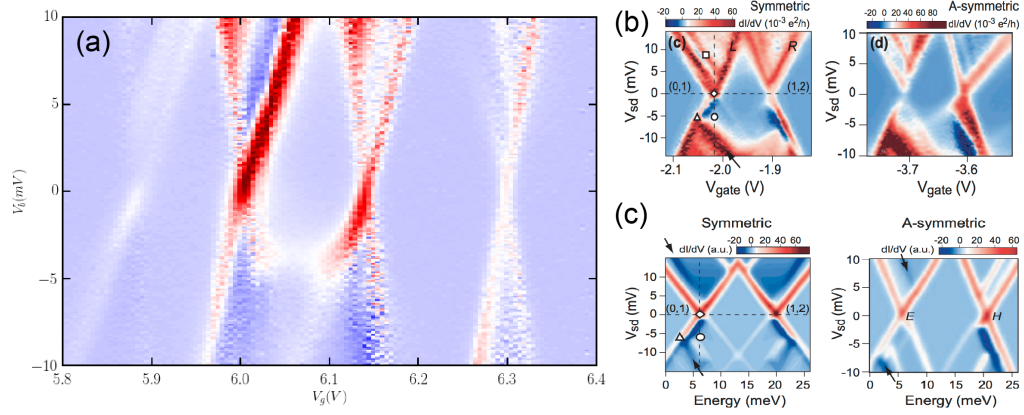 (a)
10
5
0
−5
−10
V_b(mV)
5.8 5.9 6.0 6.1 6.2 6.3 6.4
V_g(V)
(b)
Symmetric
-20 0 20 40 60
dI/dV (10⁻³ e²/h)
(c)
L R
(0,1) (1,2)
10
5
0
-5
-10
V_sd (mV)
-2.1 -2.0 -1.9
V_gate (V)
A-symmetric
-20 0 20 40 60 80
dI/dV (10⁻³ e²/h)
(d)
10
5
0
-5
-10
V_sd (mV)
-3.7 -3.6
V_gate (V)
(c)
Symmetric
dI/dV (a.u.)
-20 0 20 40 60
(0,1) (1,2)
15
10
5
0
-5
-10
V_sd (mV)
0 5 10 15 20 25
Energy (meV)
A-symmetric
dI/dV (a.u.)
-20 0 20 40 60
E H
10
5
0
-5
-10
V_sd (mV)
0 5 10 15 20 25
Energy (meV)